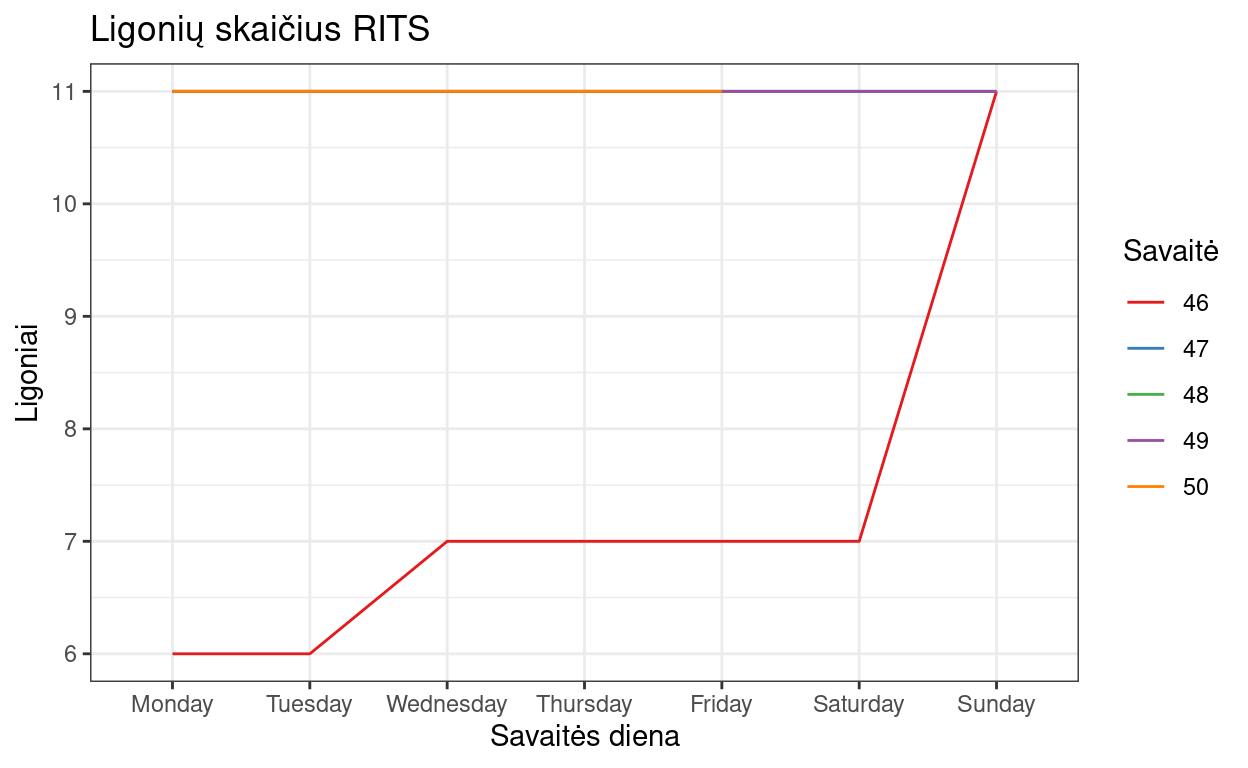 Ligonių skaičius RITS
11
10
9
8
7
6
Ligoniai
Monday Tuesday Wednesday Thursday Friday Saturday Sunday
Savaitės diena
Savaitė
46
47
48
49
50